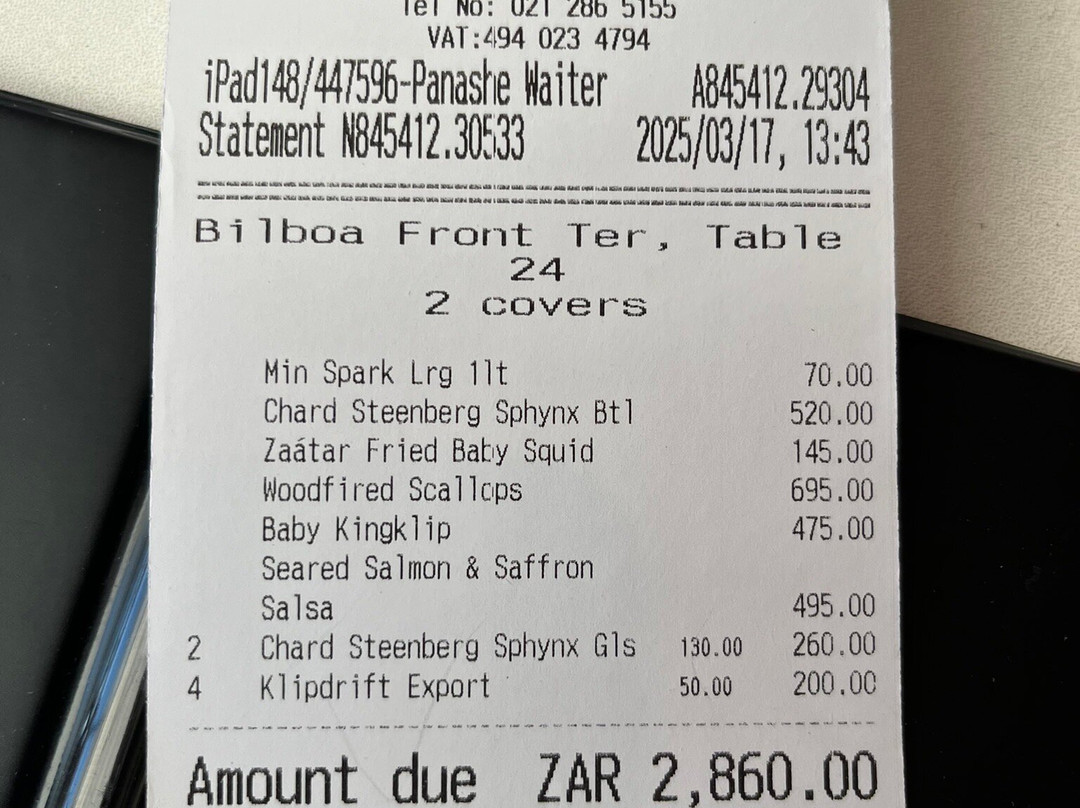 Tel No: 021 286 5155
VAT:494 023 4794
iPad148/447596-Panashe Waiter A845412.29304
Statement N845412.30533 2025/03/17, 13:43
Bilboa Front Ter, Table
24
2 covers
Min Spark Lrg 1lt 70.00
Chard Steenberg Sphynx Btl 520.00
Zaátar Fried Baby Squid 145.00
Woodfired Scallops 695.00
Baby Kingklip 475.00
Seared Salmon & Saffron
Salsa 495.00
2 Chard Steenberg Sphynx Gls 130.00 260.00
4 Klipdrift Export 50.00 200.00
Amount due ZAR 2,860.00